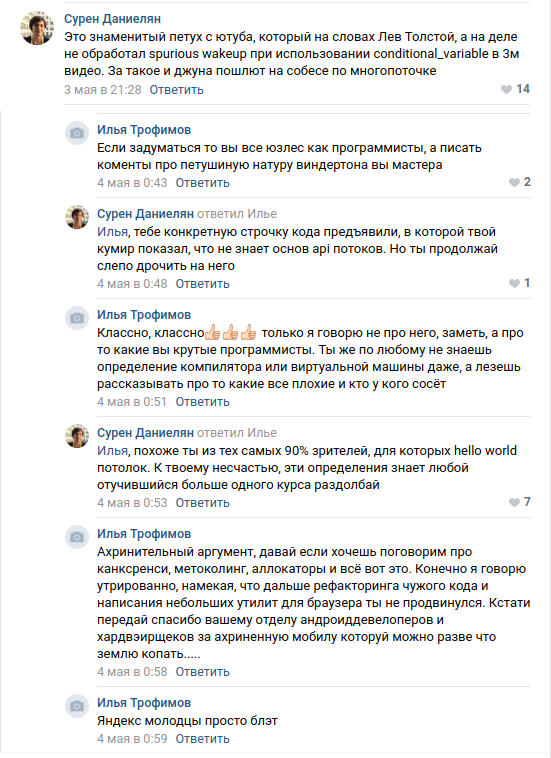 Сурен Даниелян
Это знаменитый петух с ютуба, который на словах Лев Толстой, а на деле
не обработал spurious wakeup при использовании conditional_variable в 3м
видео. За такое и джуна пошлют на собесе по многопоточке
3 мая в 21:28 Ответить 14
Илья Трофимов
Если задуматься то вы все юзлес как программисты, а писать
коменты про петушиную натуру виндертона вы мастера
4 мая в 0:43 Ответить 2
Сурен Даниелян ответил Илье
Илья, тебе конкретную строчку кода предъявили, в которой твой
кумир показал, что не знает основ api потоков. Но ты продолжай
слепо дрочить на него
4 мая в 0:48 Ответить 1
Илья Трофимов
Классно, классно👍👍👍 только я говорю не про него, заметь, а про
то какие вы крутые программисты. Ты же по любому не знаешь
определение компилятора или виртуальной машины даже, а лезешь
рассказывать про то какие все плохие и кто у кого сосёт
4 мая в 0:51 Ответить
Сурен Даниелян ответил Илье
Илья, похоже ты из тех самых 90% зрителей, для которых hello world
потолок. К твоему несчастью, эти определения знает любой
отучившийся больше одного курса раздолбай
4 мая в 0:53 Ответить 7
Илья Трофимов
Ахринительный аргумент, давай если хочешь поговорим про
канксренси, метоколинг, аллокаторы и всё вот это. Конечно я говорю
утрированно, намекая, что дальше рефакторинга чужого кода и
написания небольших утилит для браузера ты не продвинулся. Кстати
передай спасибо вашему отделу андроиддевелоперов и
хардвэирщеков за ахриненную мобилу которуй можно разве что
землю копать.....
4 мая в 0:58 Ответить
Илья Трофимов
Яндекс молодцы просто блэт
4 мая в 0:59 Ответить